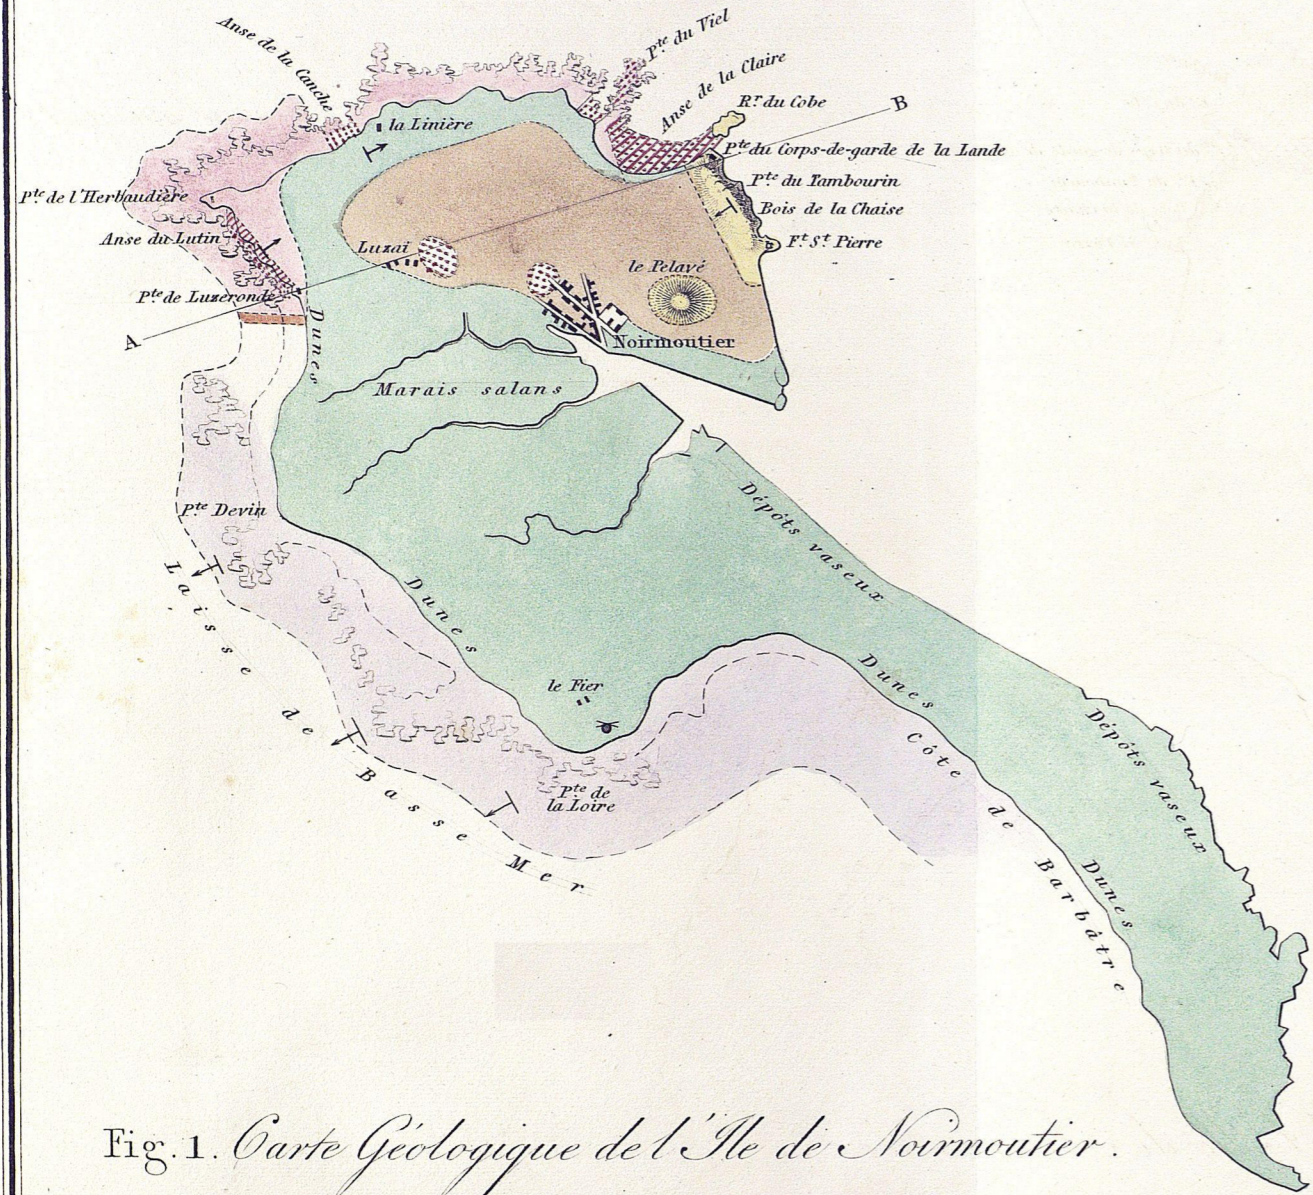 Anse de la Canche
Pte du Viel
Anse de la Claire
Rr du Cobe
B
la Linière
Pte du Corps-de-garde de la Lande
Pte du Tambourin
Pte de l'Herbaudière
Bois de la Chaise
Anse du Lutin
Luzai
Ft St Pierre
le Pelavé
Pte de Luzeronde
A
Dunes
Noirmoutier
Marais salans
Pte Devin
Dépôts vaseux
Laisse de Basse Mer
Dunes
le Fier
Dunes
Côte de Barbâtre
Dépôts vaseux
Pte de
la Loire
Dunes
Fig. 1. Carte Géologique de l'Ile de Noirmoutier.